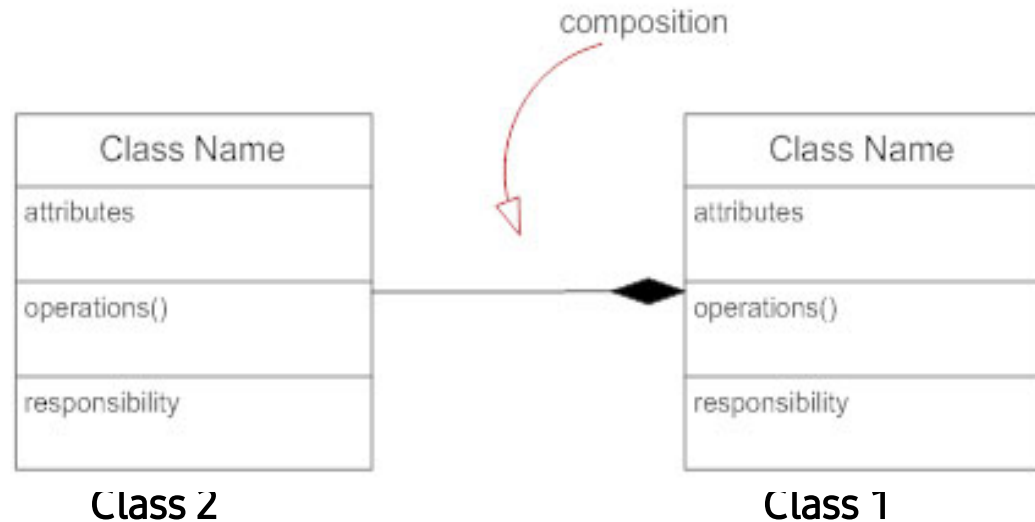 composition
Class Name
attributes
operations()
responsibility
Class 2
Class Name
attributes
operations()
responsibility
Class 1